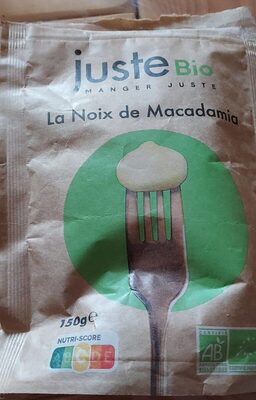 juste Bio
MANGER JUSTE
La Noix de Macadamia
150g℮
NUTRI-SCORE
A B C D E
AB